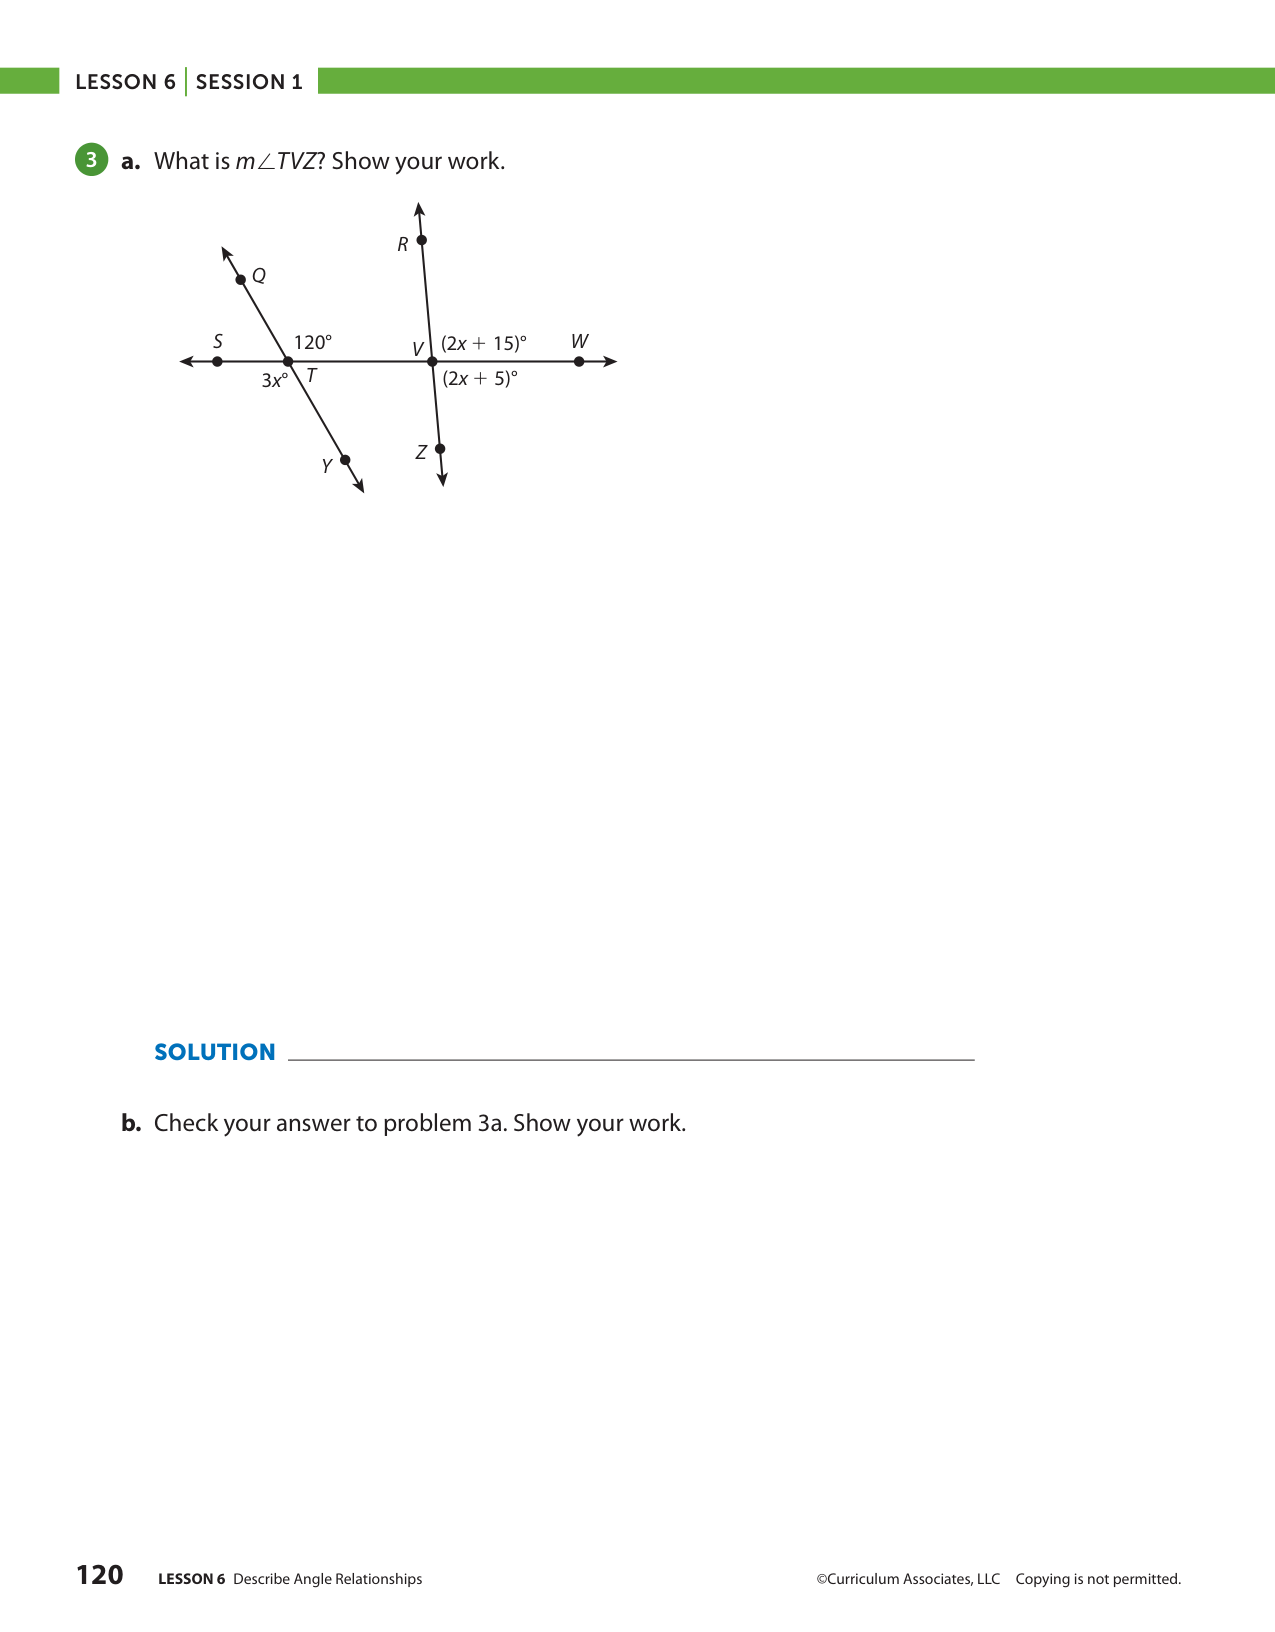 LESSON 6 | SESSION 1
3 a. What is m∠TVZ? Show your work.
R
Q
S 120° V (2x + 15)° W
3x° T (2x + 5)°
Z
Y
SOLUTION
b. Check your answer to problem 3a. Show your work.
120 LESSON 6 Describe Angle Relationships ©Curriculum Associates, LLC Copying is not permitted.